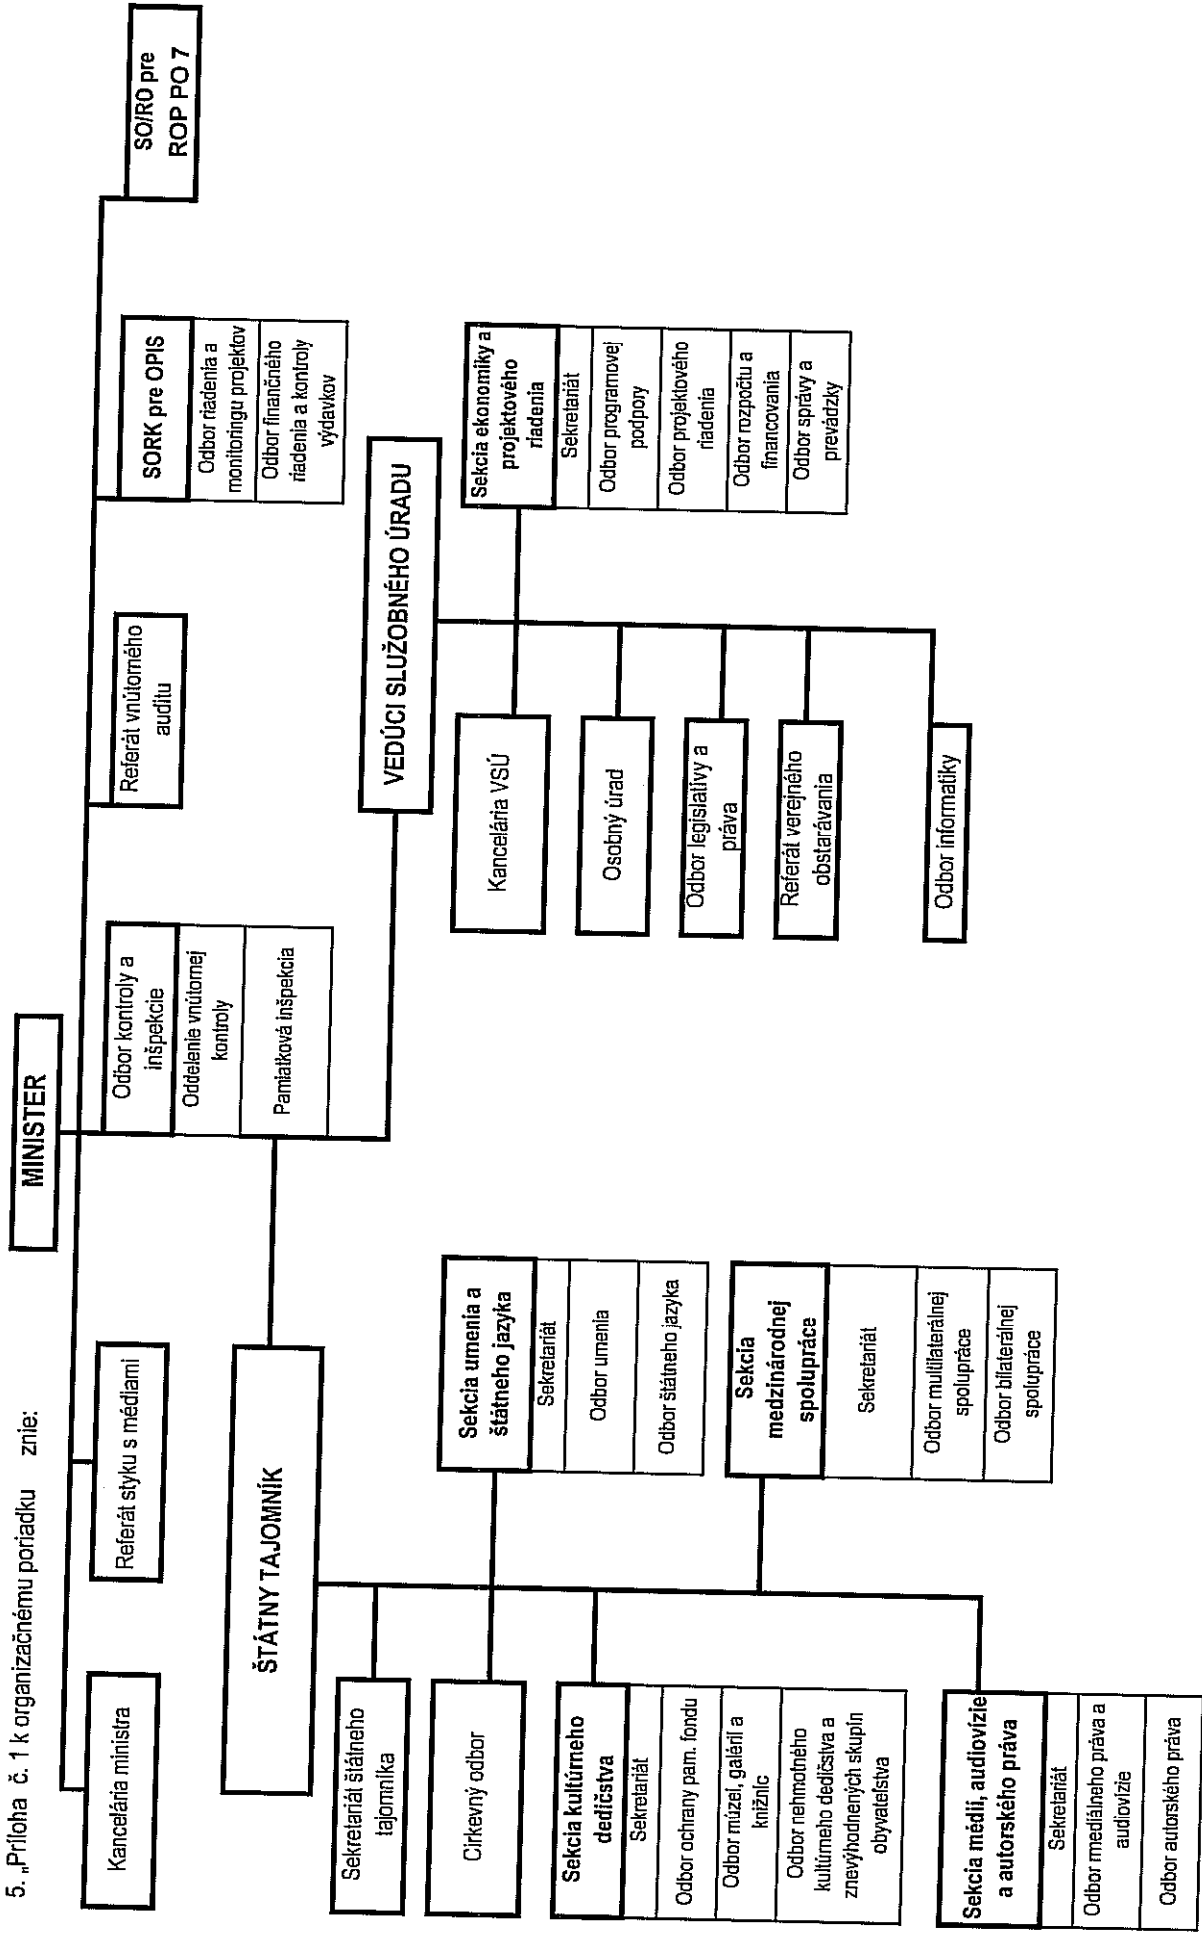 5. „Príloha č. 1 k organizačnému poriadku znie:
MINISTER
Kancelária ministra
Referát styku s médiami
Odbor kontroly a
inšpekcie
Oddelenie vnútornej
kontroly
Pamiatková inšpekcia
Referát vnútorného
auditu
SORK pre OPIS
Odbor riadenia a
monitoringu projektov
Odbor finančného
riadenia a kontroly
výdavkov
SO/RO pre
ROP PO 7
ŠTÁTNY TAJOMNÍK
Sekretariát štátneho
tajomníka
Cirkevný odbor
Sekcia kultúrneho
dedičstva
Sekretariát
Odbor ochrany pam. fondu
Odbor múzeí, galérií a
knižníc
Odbor nehmotného
kultúrneho dedičstva a
znevýhodnených skupín
obyvateľstva
Sekcia médií, audiovízie
a autorského práva
Sekretariát
Odbor mediálneho práva a
audiovízie
Odbor autorského práva
Sekcia umenia a
štátneho jazyka
Sekretariát
Odbor umenia
Odbor štátneho jazyka
Sekcia
medzinárodnej
spolupráce
Sekretariát
Odbor multilaterálnej
spolupráce
Odbor bilaterálnej
spolupráce
VEDÚCI SLUŽOBNÉHO ÚRADU
Kancelária VSÚ
Osobný úrad
Odbor legislatívy a
práva
Referát verejného
obstarávania
Odbor informatiky
Sekcia ekonomiky a
projektového
riadenia
Sekretariát
Odbor programovej
podpory
Odbor projektového
riadenia
Odbor rozpočtu a
financovania
Odbor správy a
prevádzky